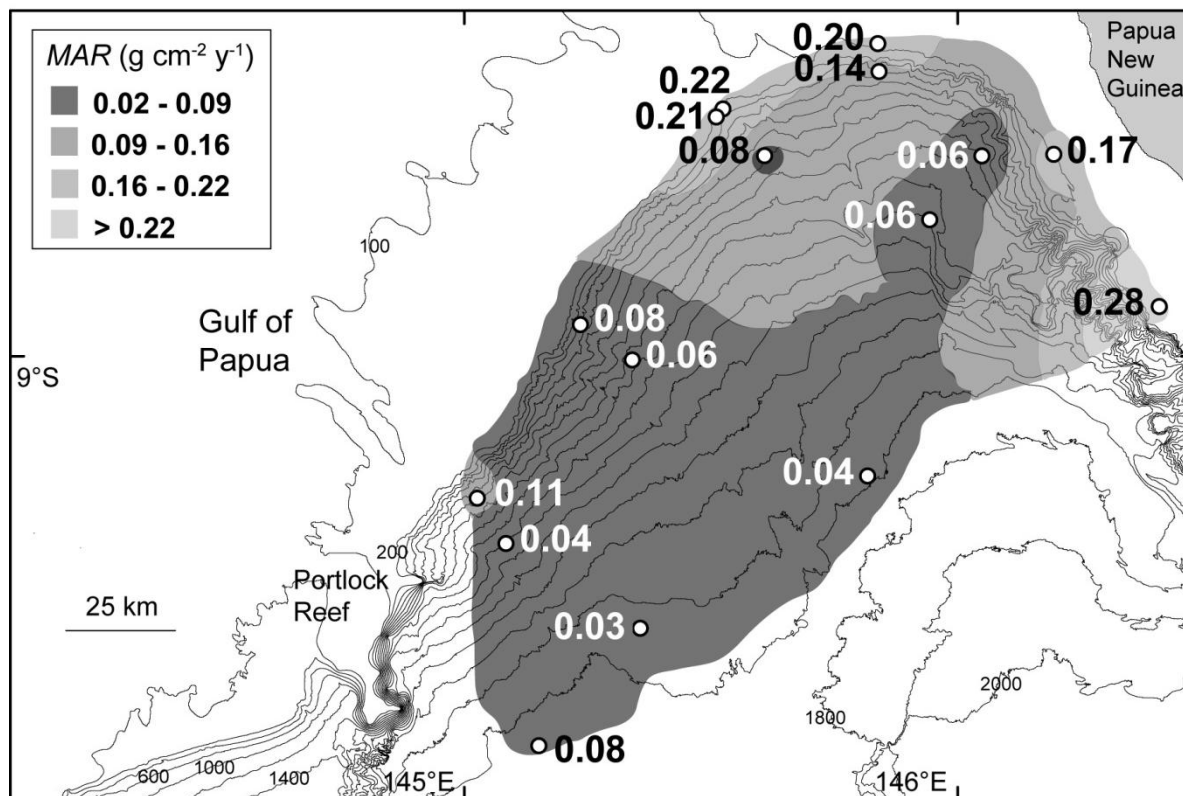 MAR (g cm-2 y-1)
0.02 - 0.09
0.09 - 0.16
0.16 - 0.22
> 0.22
Papua
New
Guinea
0.20
0.14
0.22
0.21
0.08
0.06
0.17
0.06
100
0.28
Gulf of
Papua
0.08
0.06
9°S
0.04
0.11
0.04
200
Portlock
Reef
25 km
0.03
2000
1800
0.08
600
1000
1400
145°E
146°E